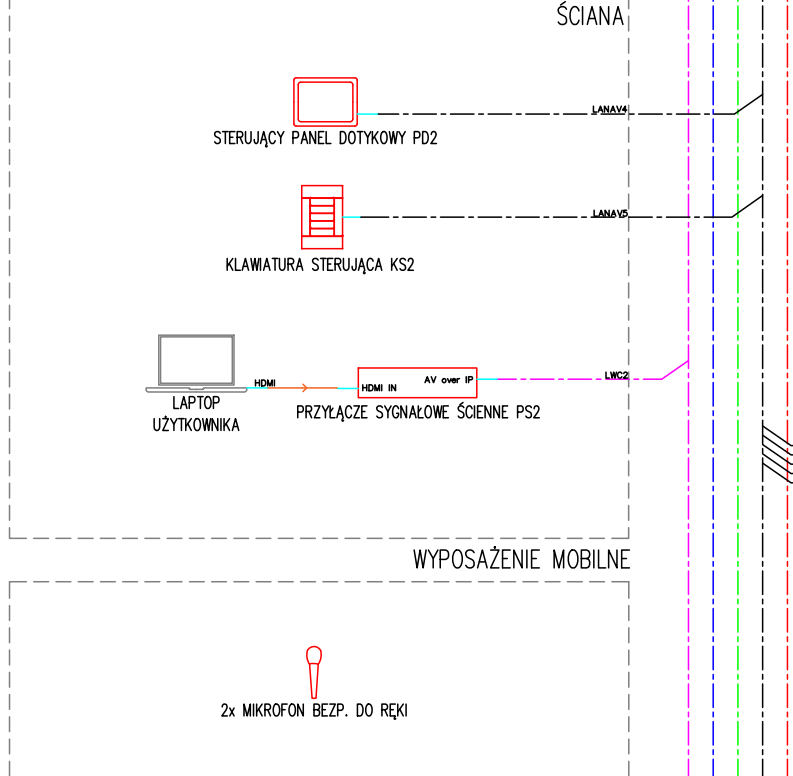 ŚCIANA
LANAV4
STERUJĄCY PANEL DOTYKOWY PD2
LANAV5
KLAWIATURA STERUJĄCA KS2
HDMI
HDMI IN
AV over IP
LWC2
LAPTOP
UŻYTKOWNIKA
PRZYŁĄCZE SYGNAŁOWE ŚCIENNE PS2
WYPOSAŻENIE MOBILNE
2x MIKROFON BEZP. DO RĘKI